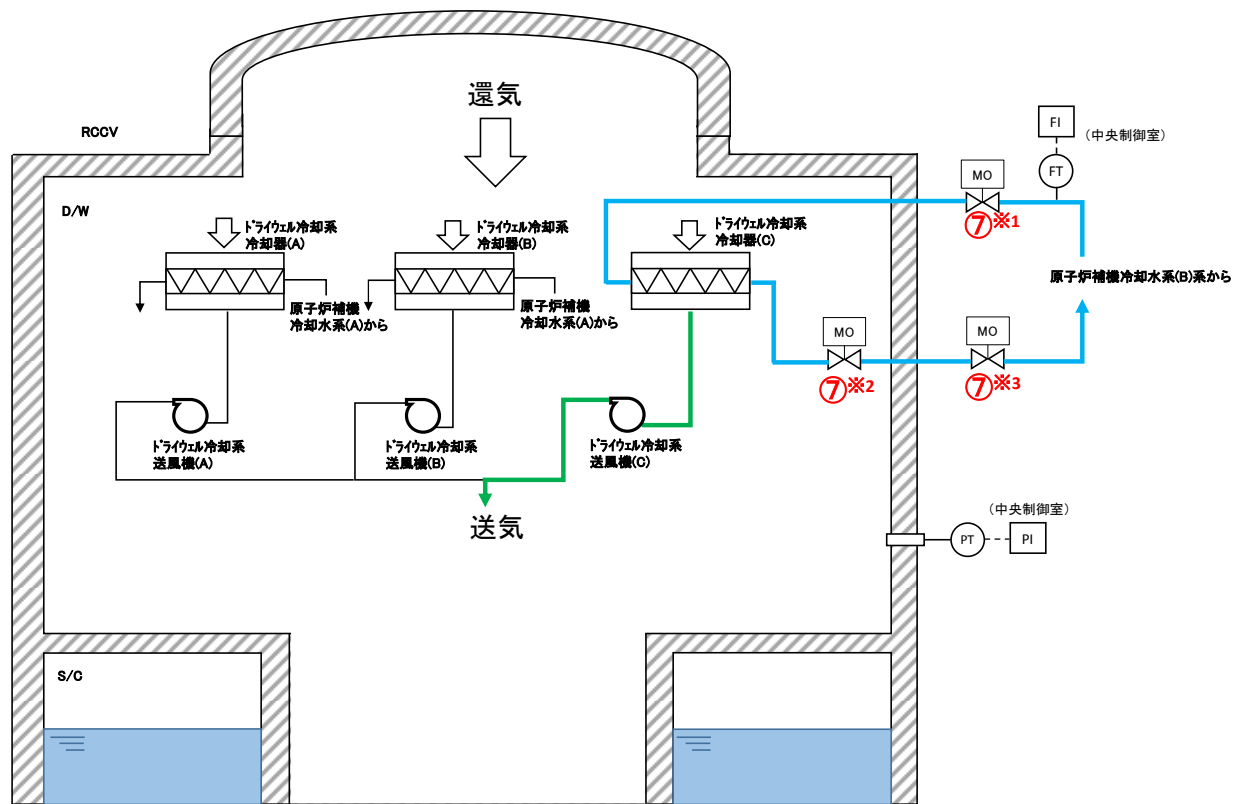 還気
RCCV
FI
(中央制御室)
FT
MO
⑦※1
D/W
ﾄﾞﾗｲｳｪﾙ冷却系
冷却器(A)
ﾄﾞﾗｲｳｪﾙ冷却系
冷却器(B)
ﾄﾞﾗｲｳｪﾙ冷却系
冷却器(C)
原子炉補機冷却水系(B)系から
原子炉補機
冷却水系(A)から
原子炉補機
冷却水系(A)から
MO
⑦※2
MO
⑦※3
ﾄﾞﾗｲｳｪﾙ冷却系
送風機(A)
ﾄﾞﾗｲｳｪﾙ冷却系
送風機(B)
ﾄﾞﾗｲｳｪﾙ冷却系
送風機(C)
送気
(中央制御室)
PT
PI
S/C